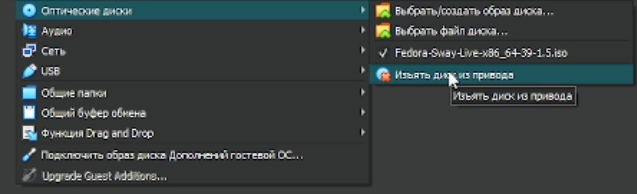 Оптические диски
Аудио
Сеть
USB
Общие папки
Общий буфер обмена
Функция Drag and Drop
Подключить образ диска Дополнений гостевой ОС...
Upgrade Guest Additions...
Выбрать/создать образ диска...
Выбрать файл диска...
Fedora-Sway-Live-x86_64-39-1.5.iso
Изъять диск из привода
Изъять диск из привода